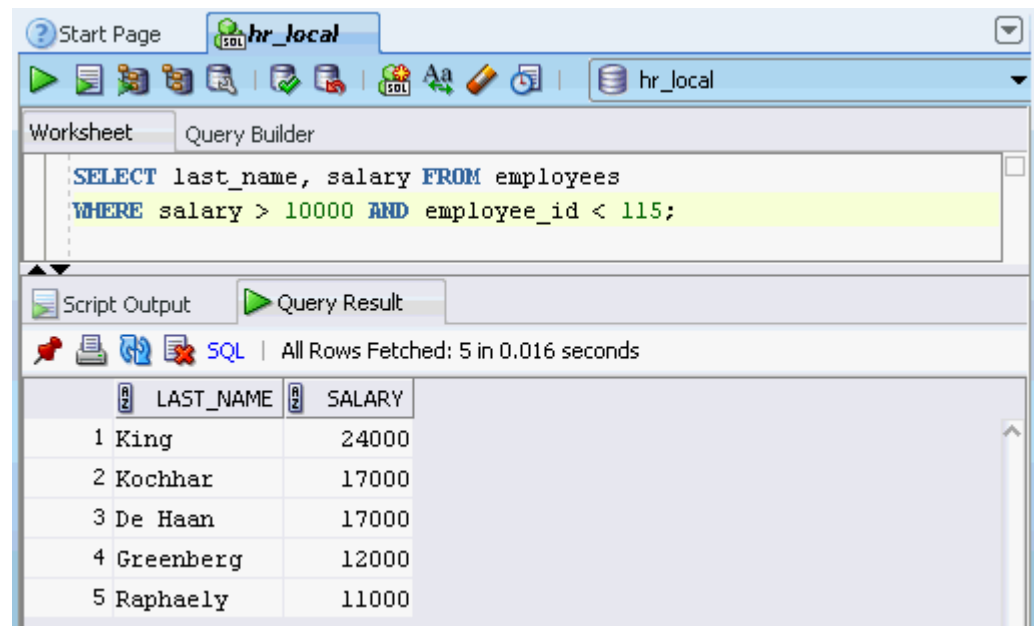 Start Page hr_local
hr_local
Worksheet Query Builder
SELECT last_name, salary FROM employees
WHERE salary > 10000 AND employee_id < 115;
Script Output Query Result
SQL | All Rows Fetched: 5 in 0.016 seconds
LAST_NAME SALARY
1 King 24000
2 Kochhar 17000
3 De Haan 17000
4 Greenberg 12000
5 Raphaely 11000